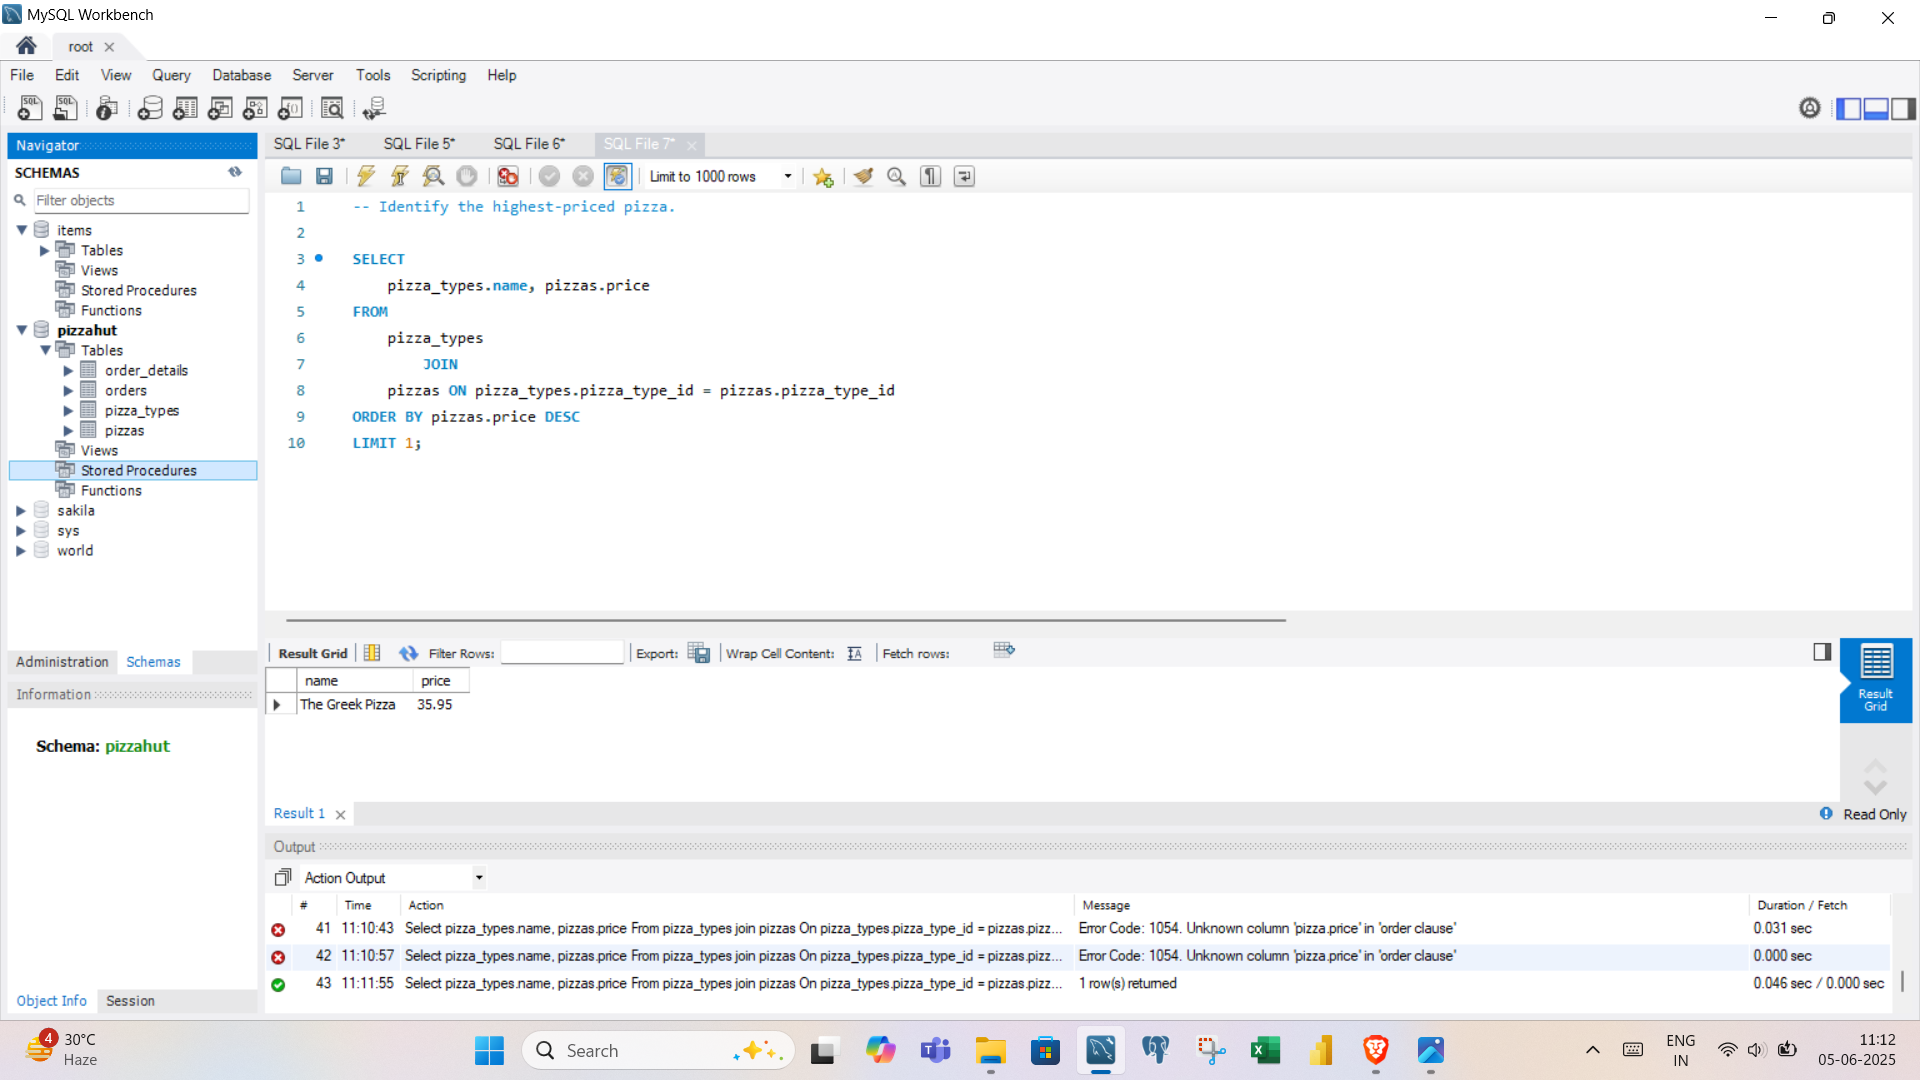 MySQL Workbench
root
File Edit View Query Database Server Tools Scripting Help
Navigator
SCHEMAS
Filter objects
items
Tables
Views
Stored Procedures
Functions
pizzahut
Tables
order_details
orders
pizza_types
pizzas
Views
Stored Procedures
Functions
sakila
sys
world
Administration Schemas
Information
Schema: pizzahut
Object Info Session
SQL File 3* SQL File 5* SQL File 6* SQL File 7*
Limit to 1000 rows
1 -- Identify the highest-priced pizza.
2
3 SELECT
4 pizza_types.name, pizzas.price
5 FROM
6 pizza_types
7 JOIN
8 pizzas ON pizza_types.pizza_type_id = pizzas.pizza_type_id
9 ORDER BY pizzas.price DESC
10 LIMIT 1;
Result Grid Filter Rows: Export: Wrap Cell Content: Fetch rows:
name price
The Greek Pizza 35.95
Result
Grid
Result 1 Read Only
Output
Action Output
# Time Action Message Duration / Fetch
41 11:10:43 Select pizza_types.name, pizzas.price From pizza_types join pizzas On pizza_types.pizza_type_id = pizzas.pizz... Error Code: 1054. Unknown column 'pizza.price' in 'order clause' 0.031 sec
42 11:10:57 Select pizza_types.name, pizzas.price From pizza_types join pizzas On pizza_types.pizza_type_id = pizzas.pizz... Error Code: 1054. Unknown column 'pizza.price' in 'order clause' 0.000 sec
43 11:11:55 Select pizza_types.name, pizzas.price From pizza_types join pizzas On pizza_types.pizza_type_id = pizzas.pizz... 1 row(s) returned 0.046 sec / 0.000 sec
4
30°C
Haze
Search
ENG
IN
11:12
05-06-2025